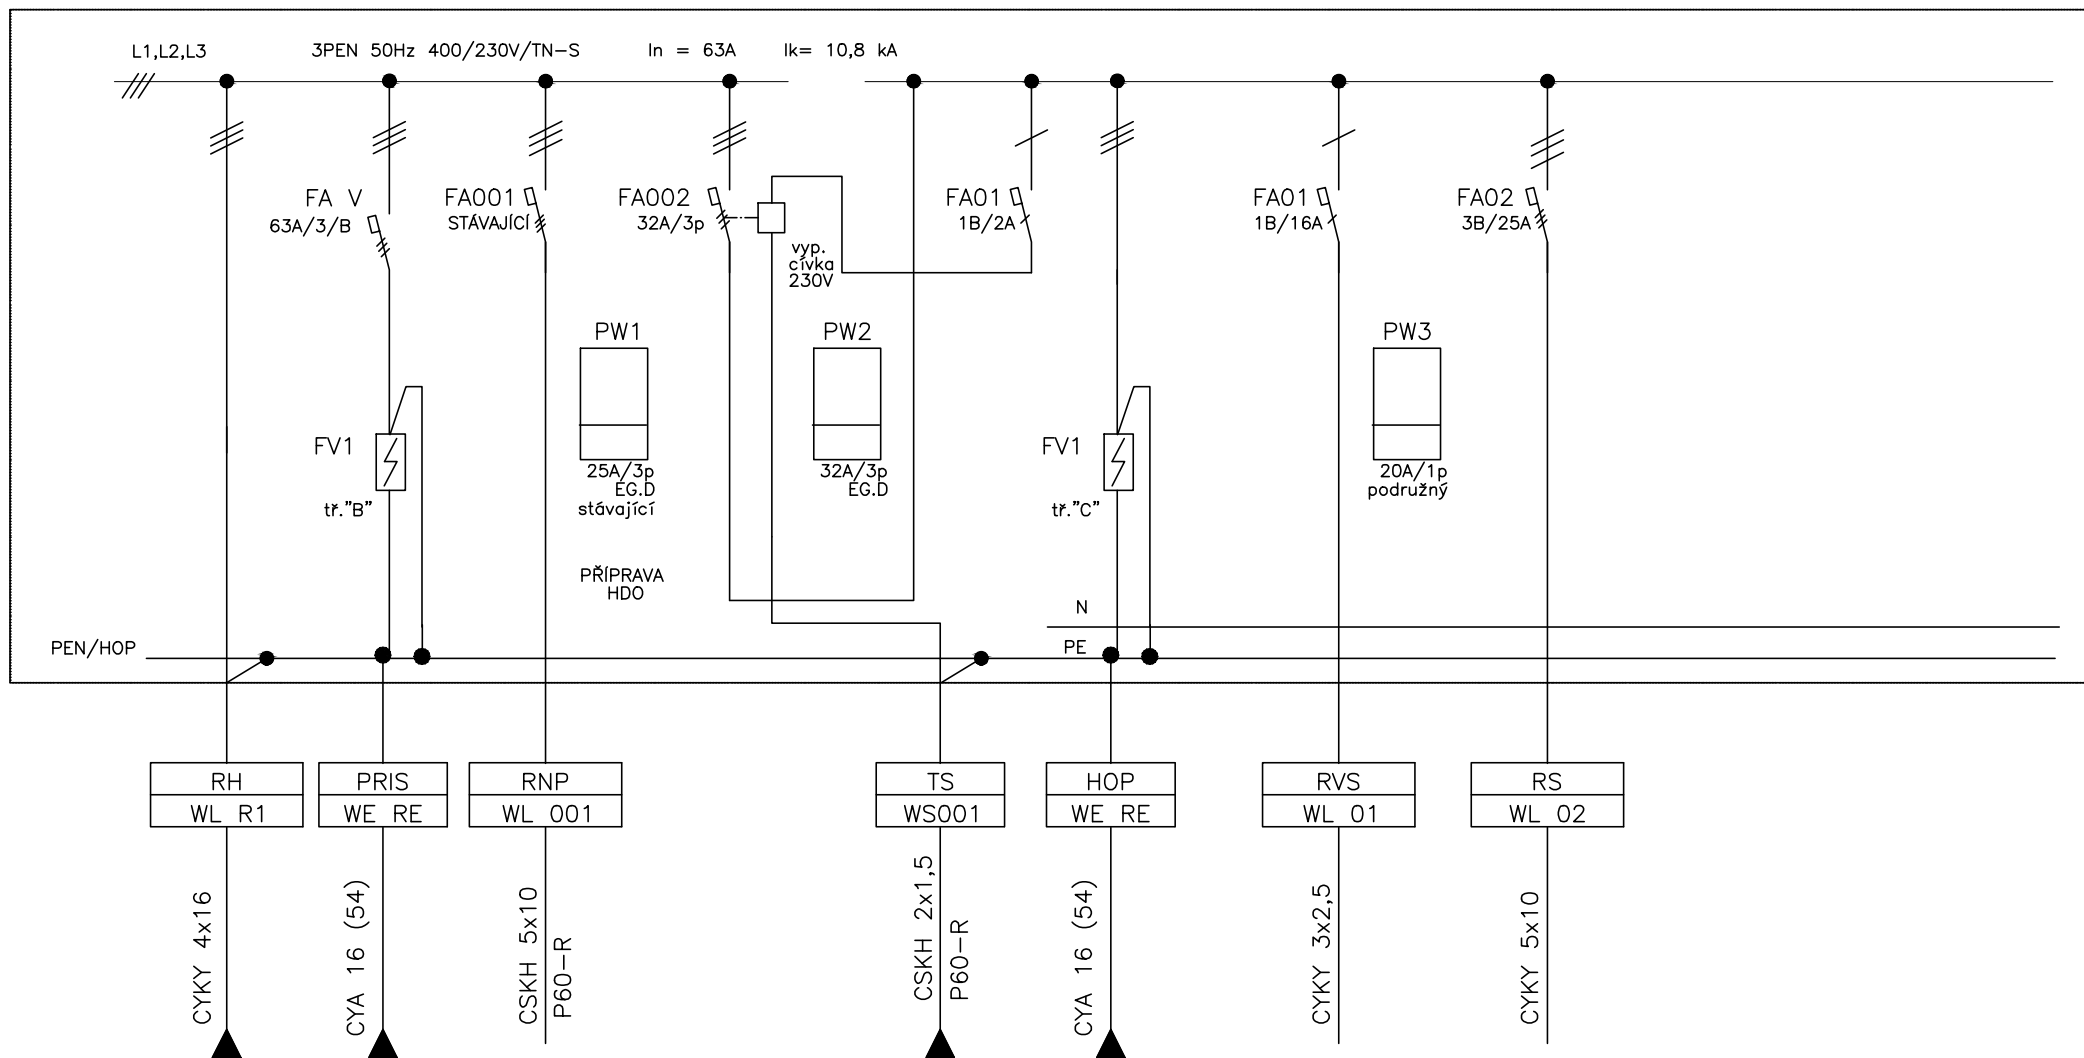 L1,L2,L3
3PEN 50Hz 400/230V/TN-S
In = 63A
Ik= 10,8 kA
FA V
63A/3/B
FA001
STÁVAJÍCÍ
FA002
32A/3p
vyp.
cívka
230V
FA01
1B/2A
FA01
1B/16A
FA02
3B/25A
PW1
25A/3p
EG.D
stávající
PW2
32A/3p
EG.D
PW3
20A/1p
podružný
FV1
tř."B"
FV1
tř."C"
PŘÍPRAVA
HDO
N
PEN/HOP
PE
RH
WL R1
PRIS
WE RE
RNP
WL 001
TS
WS001
HOP
WE RE
RVS
WL 01
RS
WL 02
CYKY 4x16
CYA 16 (54)
CSKH 5x10
P60-R
CSKH 2x1,5
P60-R
CYA 16 (54)
CYKY 3x2,5
CYKY 5x10